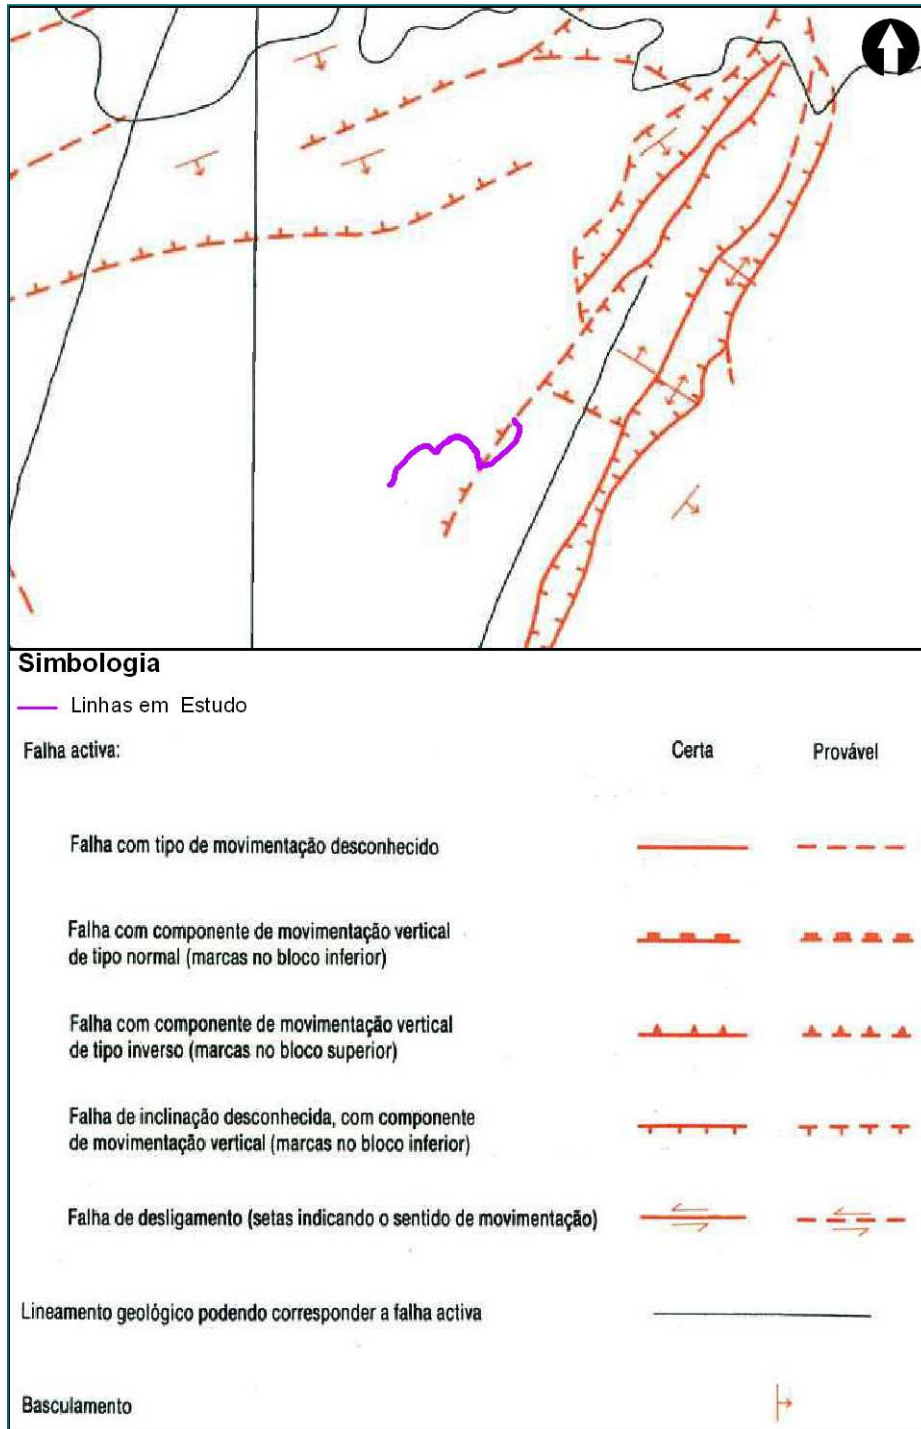 Simbologia
Linhas em Estudo
Falha activa:
Certa
Provável
Falha com tipo de movimentação desconhecido
Falha com componente de movimentação vertical
de tipo normal (marcas no bloco inferior)
Falha com componente de movimentação vertical
de tipo inverso (marcas no bloco superior)
Falha de inclinação desconhecida, com componente
de movimentação vertical (marcas no bloco inferior)
Falha de desligamento (setas indicando o sentido de movimentação)
Lineamento geológico podendo corresponder a falha activa
Basculamento